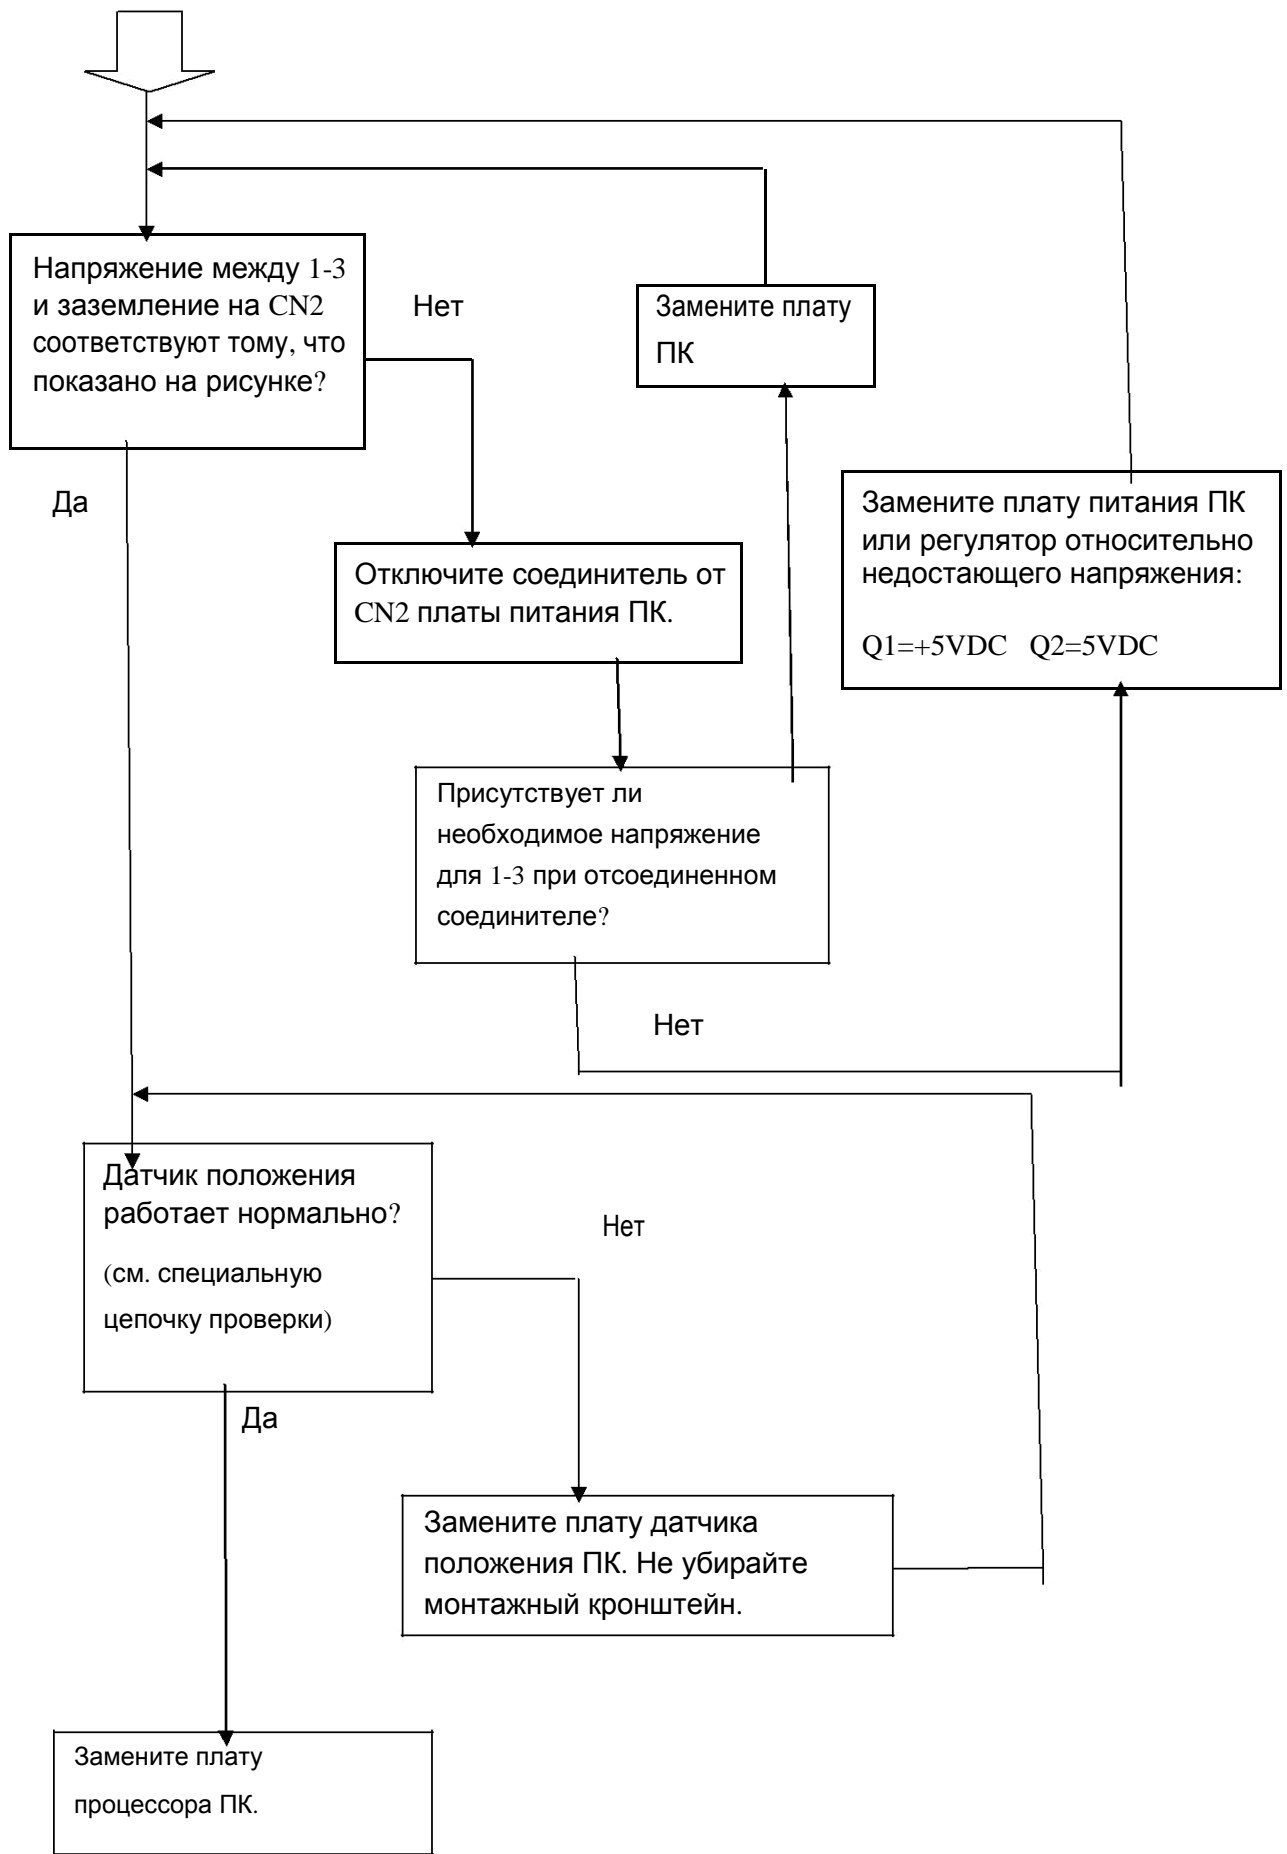 Напряжение между 1-3
и заземление на CN2
соответствуют тому, что
показано на рисунке?
Нет
Замените плату
ПК
Да
Замените плату питания ПК
или регулятор относительно
недостающего напряжения:
Q1=+5VDC Q2=5VDC
Отключите соединитель от
CN2 платы питания ПК.
Присутствует ли
необходимое напряжение
для 1-3 при отсоединенном
соединителе?
Нет
Датчик положения
работает нормально?
(см. специальную
цепочку проверки)
Нет
Да
Замените плату датчика
положения ПК. Не убирайте
монтажный кронштейн.
Замените плату
процессора ПК.